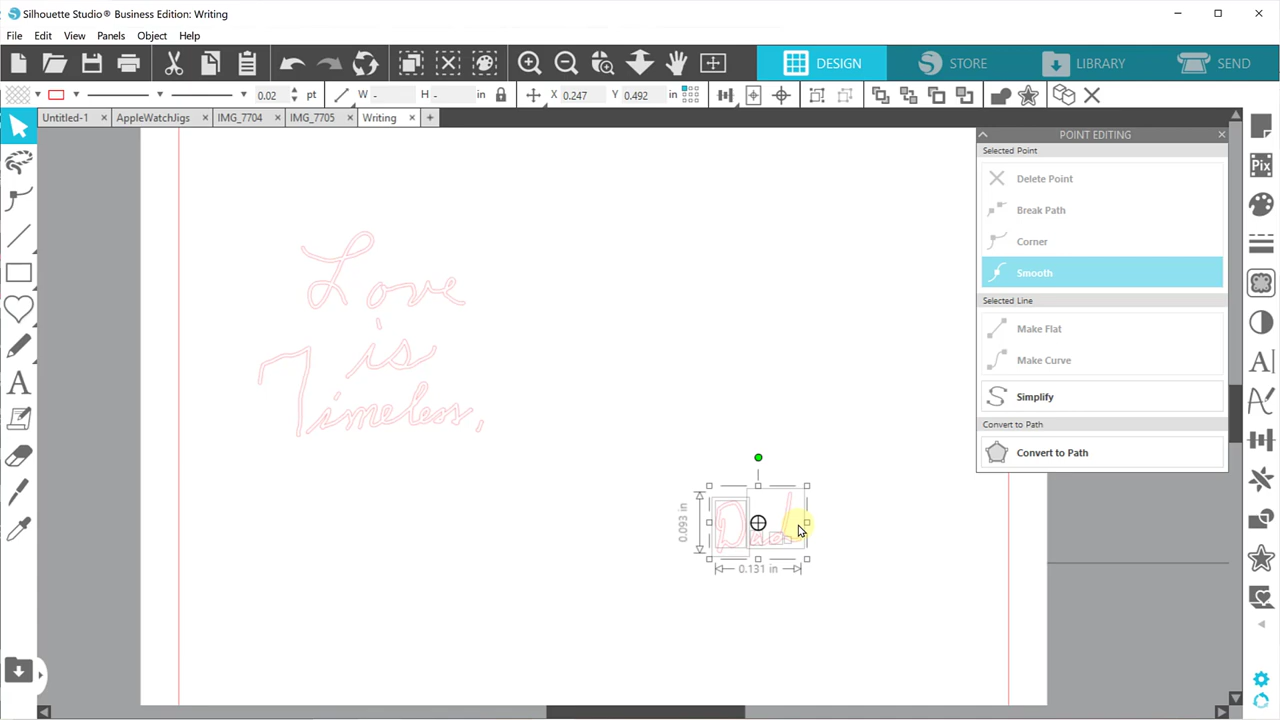 Silhouette Studio® Business Edition: Writing
File Edit View Panels Object Help
DESIGN STORE LIBRARY SEND
0.02 pt W - H - in X 0.247 Y 0.492 in
Untitled-1 AppleWatchJigs IMG_7704 IMG_7705 Writing
POINT EDITING
Selected Point
Delete Point
Break Path
Corner
Smooth
Selected Line
Make Flat
Make Curve
Simplify
Convert to Path
Convert to Path
Pix
Love
is
Timeless,
0.093 in
0.131 in